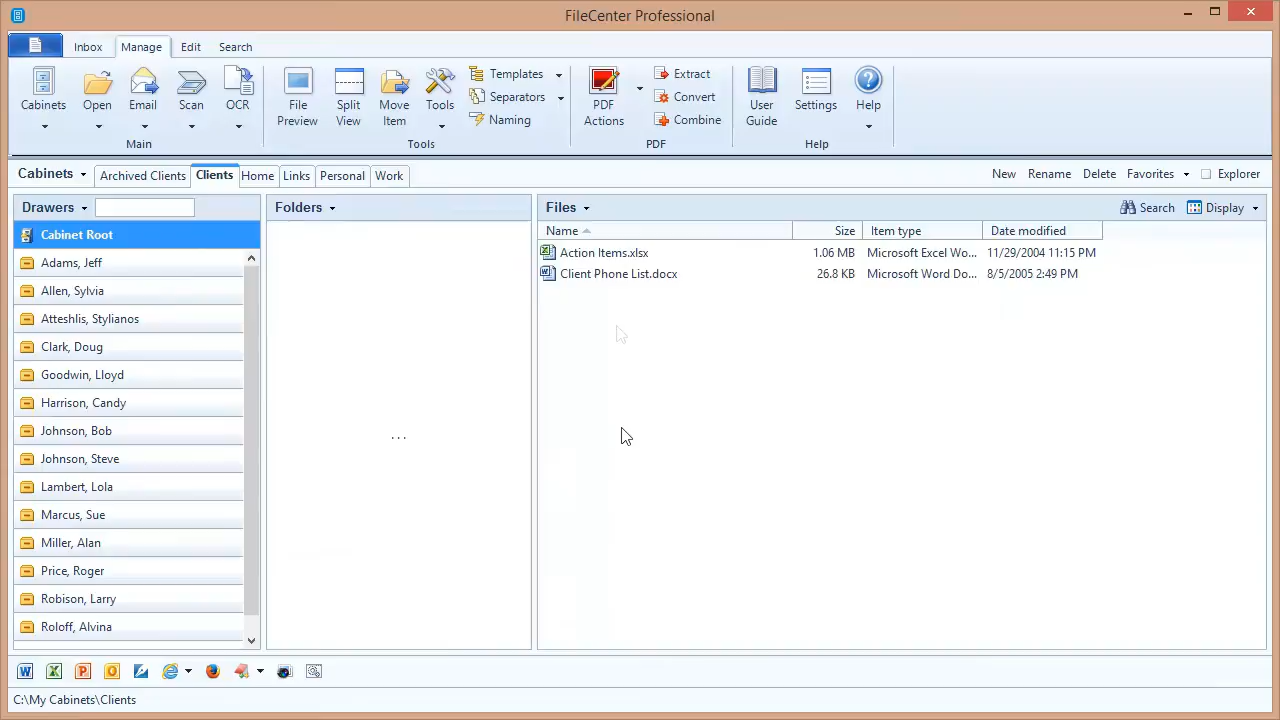 FileCenter Professional
Inbox Manage Edit Search
Cabinets Open Email Scan OCR
Main
File Preview Split View Move Item Tools
Templates
Separators
Naming
Tools
PDF Actions
Extract
Convert
Combine
PDF
User Guide Settings Help
Help
Cabinets Archived Clients Clients Home Links Personal Work New Rename Delete Favorites Explorer
Drawers
Cabinet Root
Adams, Jeff
Allen, Sylvia
Atteshlis, Stylianos
Clark, Doug
Goodwin, Lloyd
Harrison, Candy
Johnson, Bob
Johnson, Steve
Lambert, Lola
Marcus, Sue
Miller, Alan
Price, Roger
Robison, Larry
Roloff, Alvina
Folders
...
Files Search Display
Name Size Item type Date modified
Action Items.xlsx 1.06 MB Microsoft Excel Wo... 11/29/2004 11:15 PM
Client Phone List.docx 26.8 KB Microsoft Word Do... 8/5/2005 2:49 PM
C:\My Cabinets\Clients